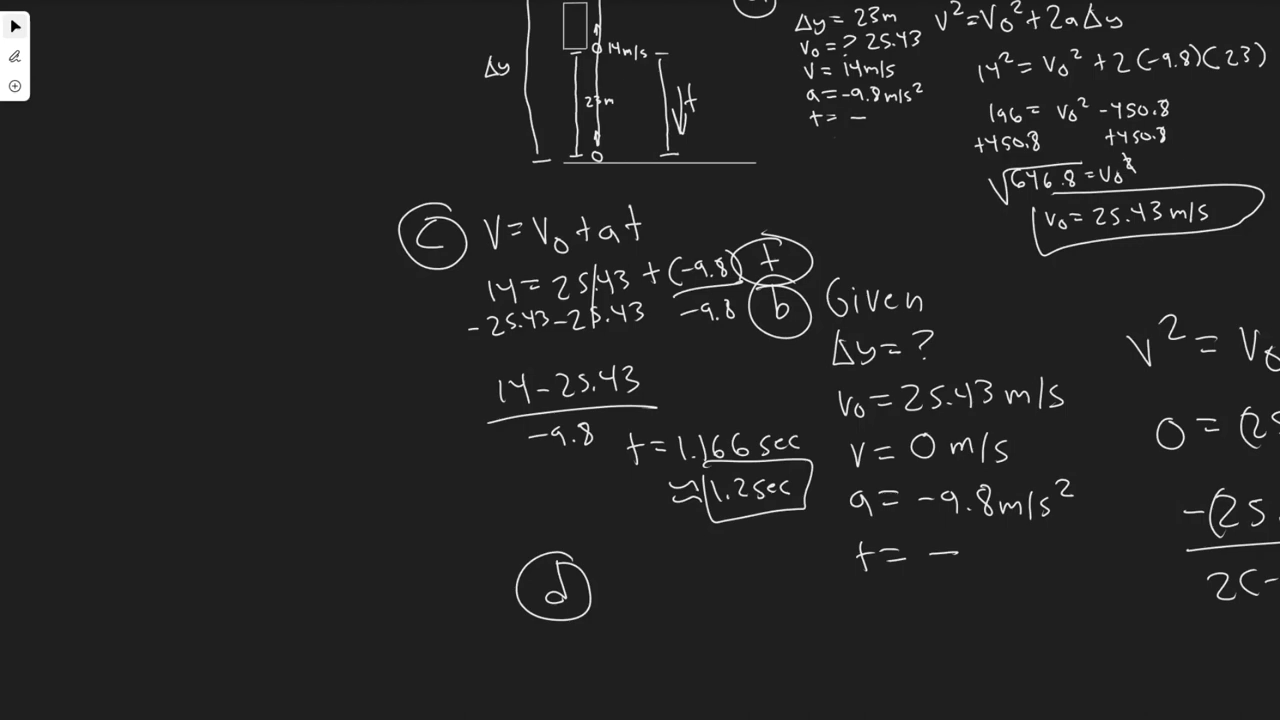 Δy
14m/s
23m
t
Δy = 23m
v₀ = ? 25.43
v = 14m/s
a = -9.8m/s²
t = —
v² = v₀² + 2aΔy
14² = v₀² + 2(-9.8)(23)
196 = v₀² - 450.8
+450.8 +450.8
√646.8 = v₀²
v₀ = 25.43 m/s
c V = V₀ + at
14 = 25.43 + (-9.8) t
-25.43 -25.43 -9.8
14 - 25.43
-9.8
t = 1.166 sec
≈ 1.2 sec
b Given
Δy = ?
v₀ = 25.43 m/s
v = 0 m/s
a = -9.8 m/s²
t = —
v² = v₀
0 = (25
-(25.
2(-
d